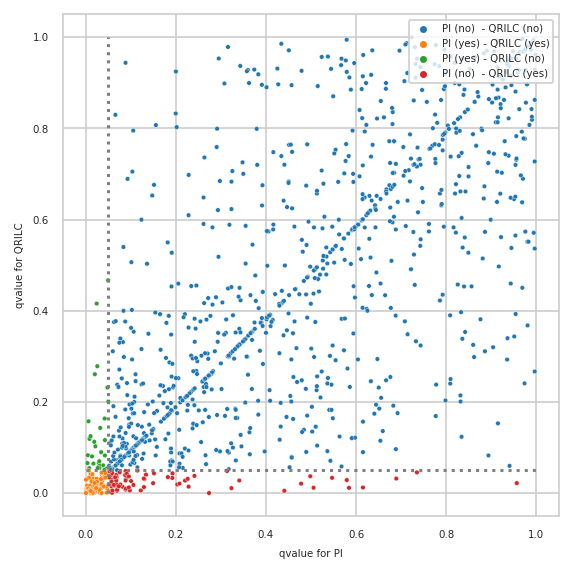 PI (no)  - QRILC (no)
PI (yes) - QRILC (yes)
PI (yes) - QRILC (no)
PI (no)  - QRILC (yes)
1.0
0.8
0.6
0.4
0.2
0.0
qvalue for QRILC
0.0 0.2 0.4 0.6 0.8 1.0
qvalue for PI